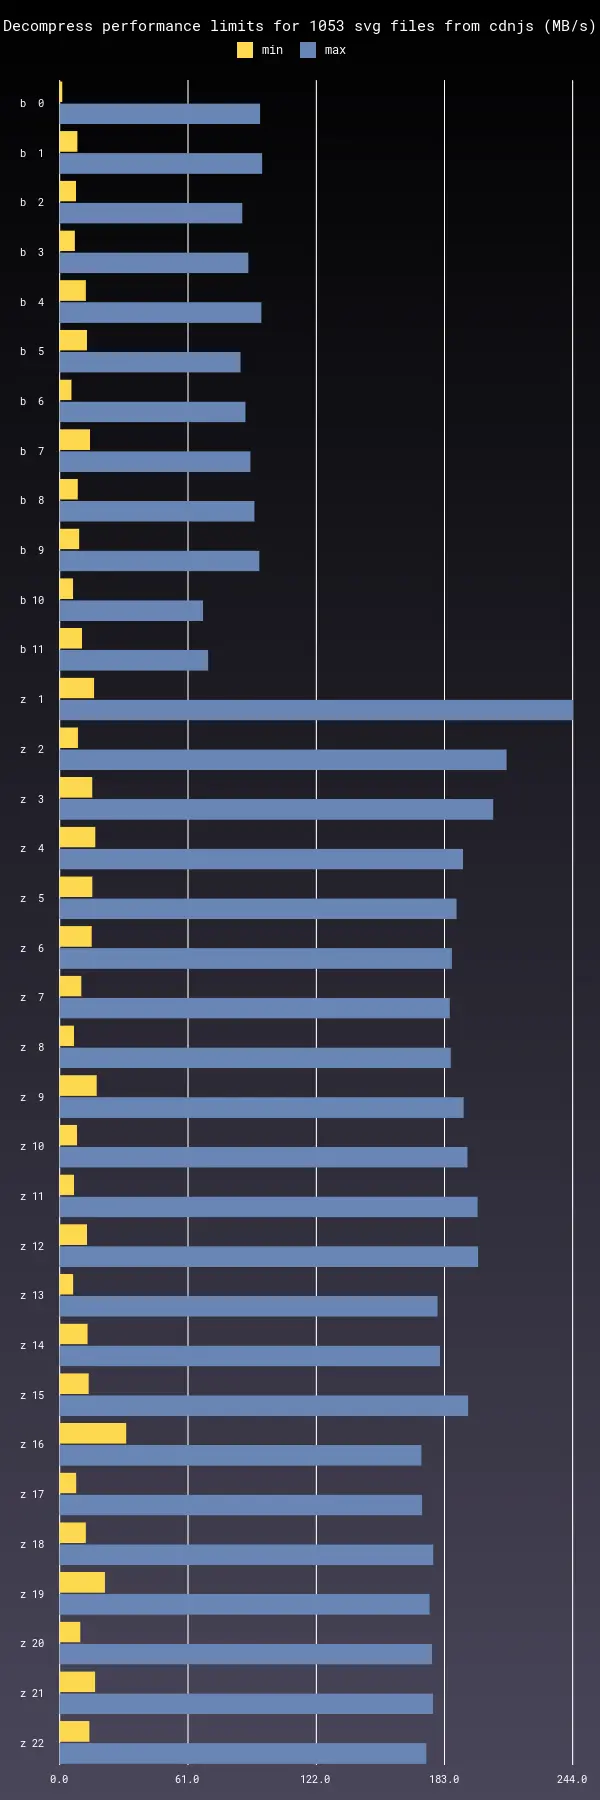 Decompress performance limits for 1053 svg files from cdnjs (MB/s)
min max
b 0
b 1
b 2
b 3
b 4
b 5
b 6
b 7
b 8
b 9
b 10
b 11
z 1
z 2
z 3
z 4
z 5
z 6
z 7
z 8
z 9
z 10
z 11
z 12
z 13
z 14
z 15
z 16
z 17
z 18
z 19
z 20
z 21
z 22
0.0 61.0 122.0 183.0 244.0